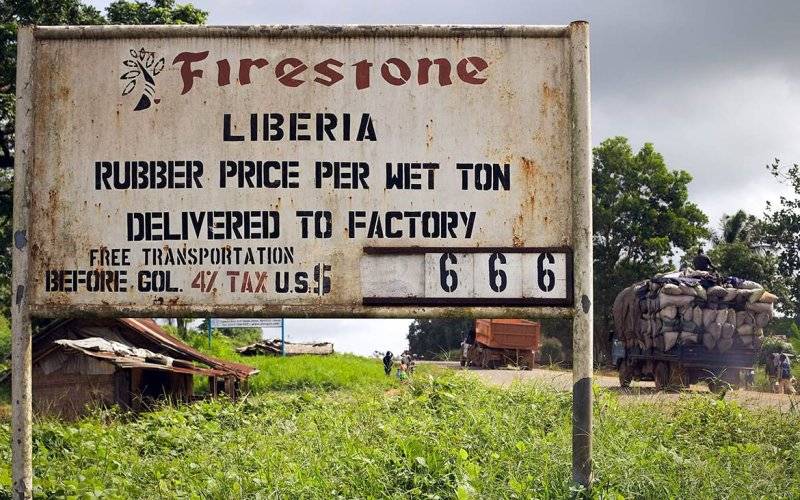 Firestone
LIBERIA
RUBBER PRICE PER WET TON
DELIVERED TO FACTORY
FREE TRANSPORTATION
BEFORE GOL. 4% TAX U.S.$ 666